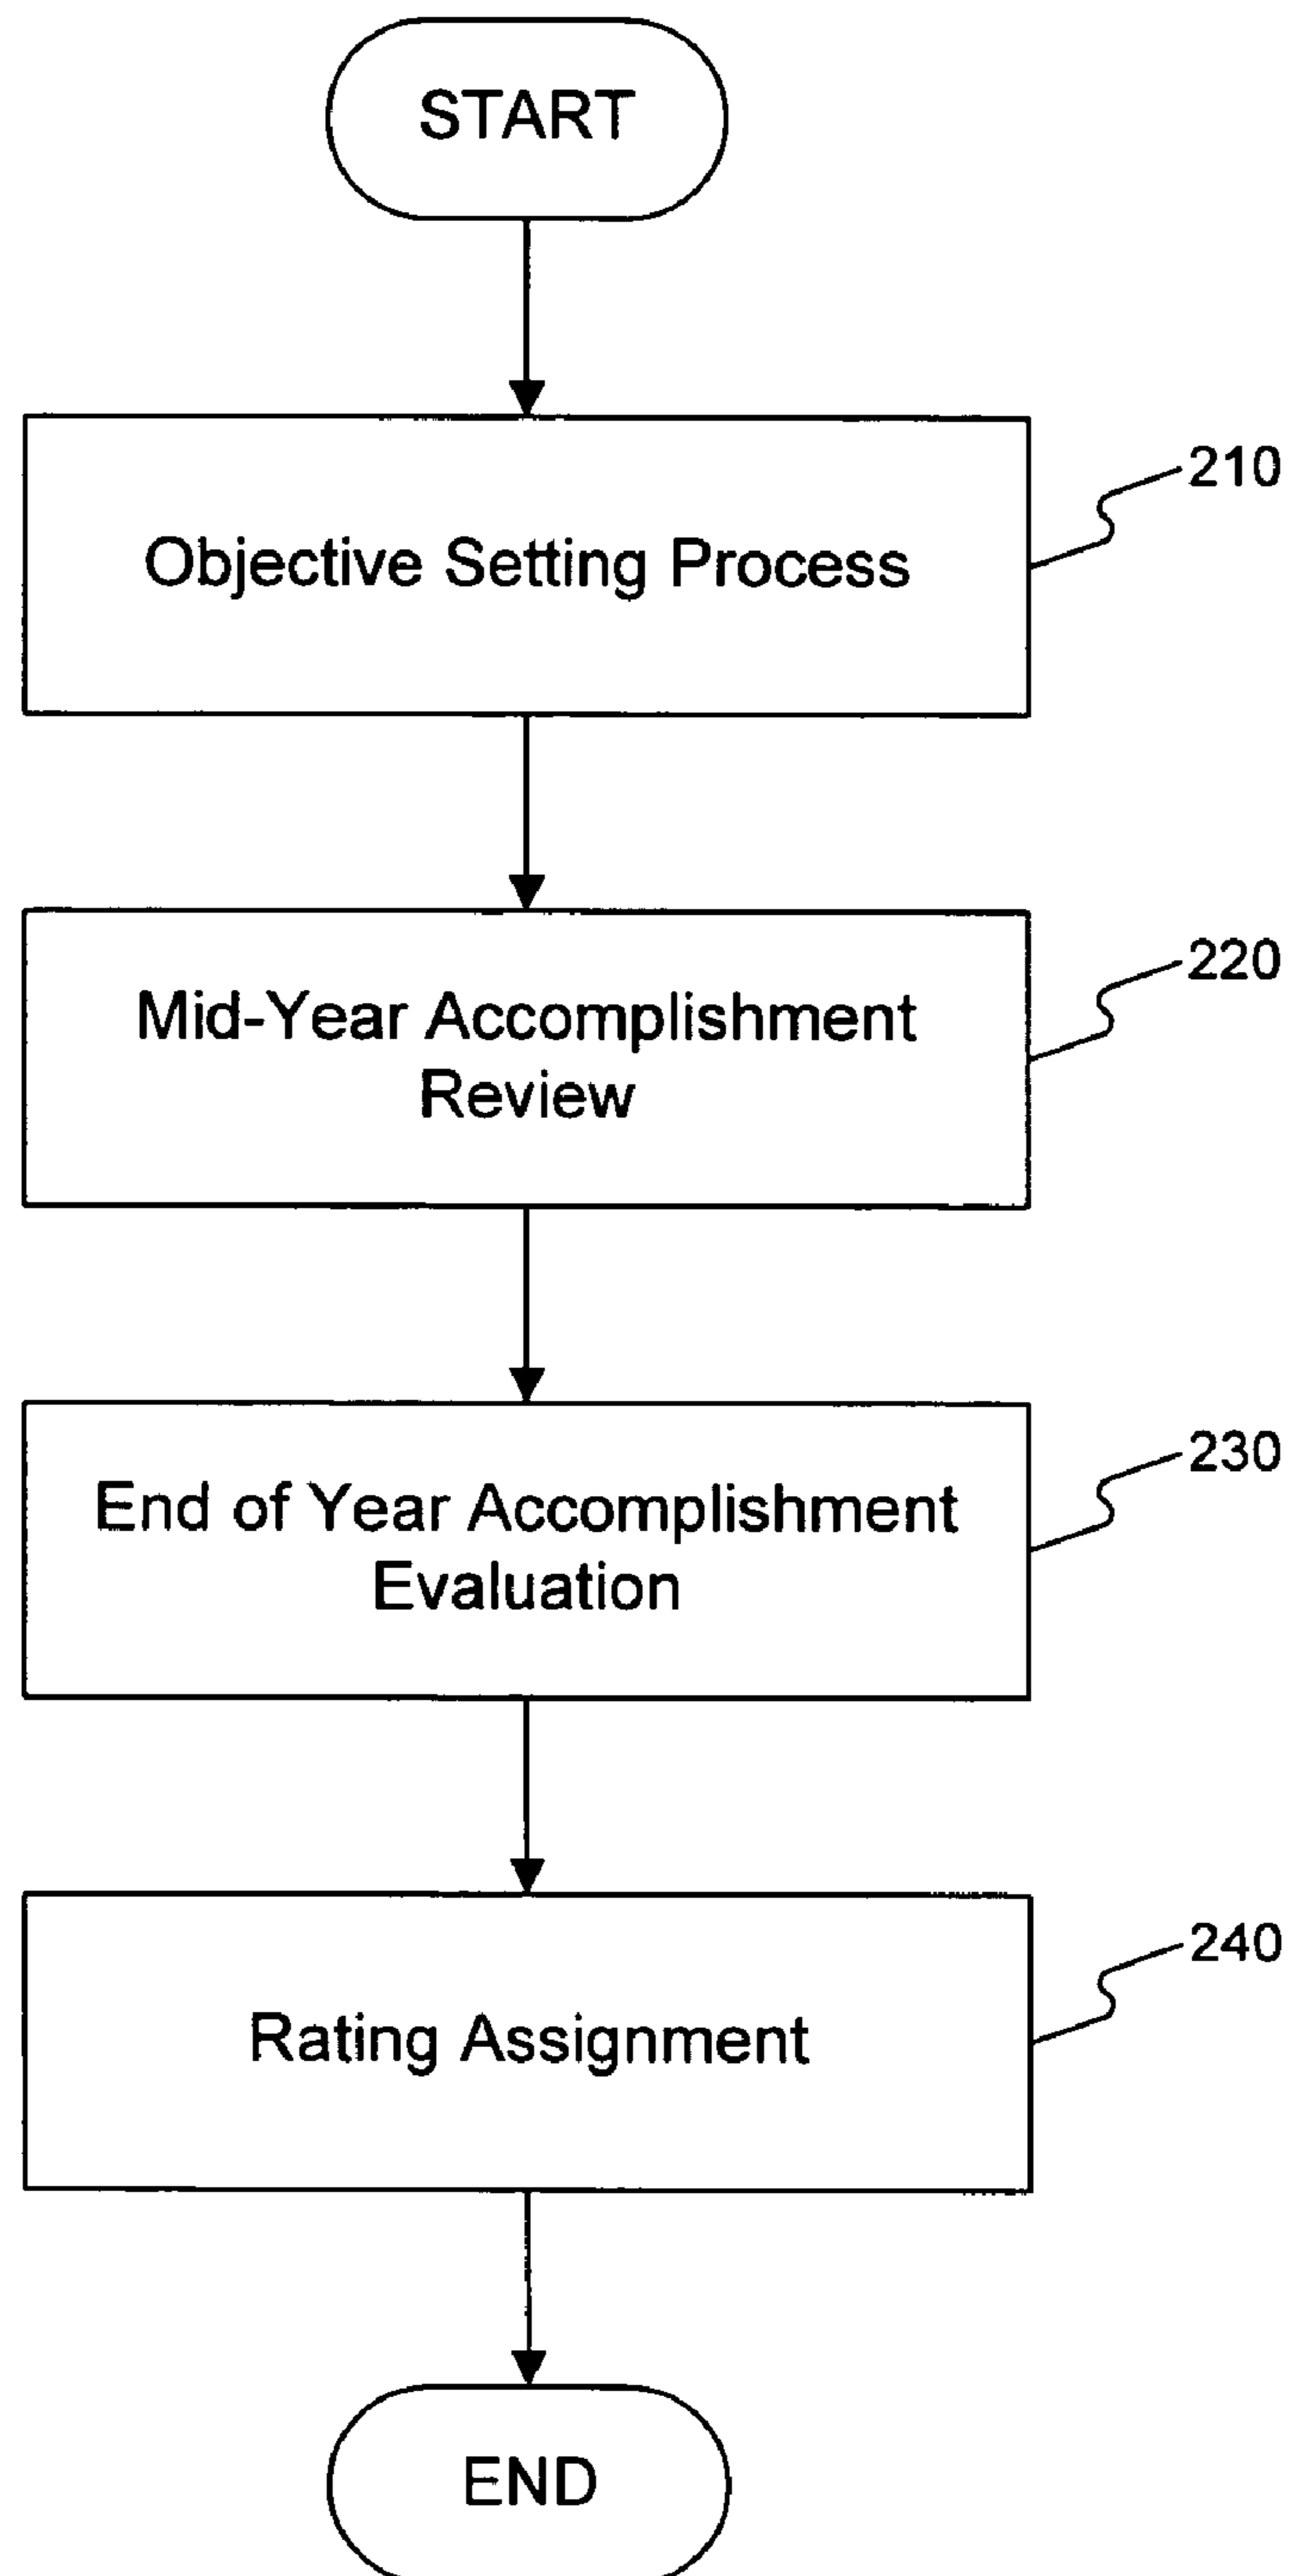 START
210
Objective Setting Process
220
Mid-Year Accomplishment
Review
230
End of Year Accomplishment
Evaluation
240
Rating Assignment
END